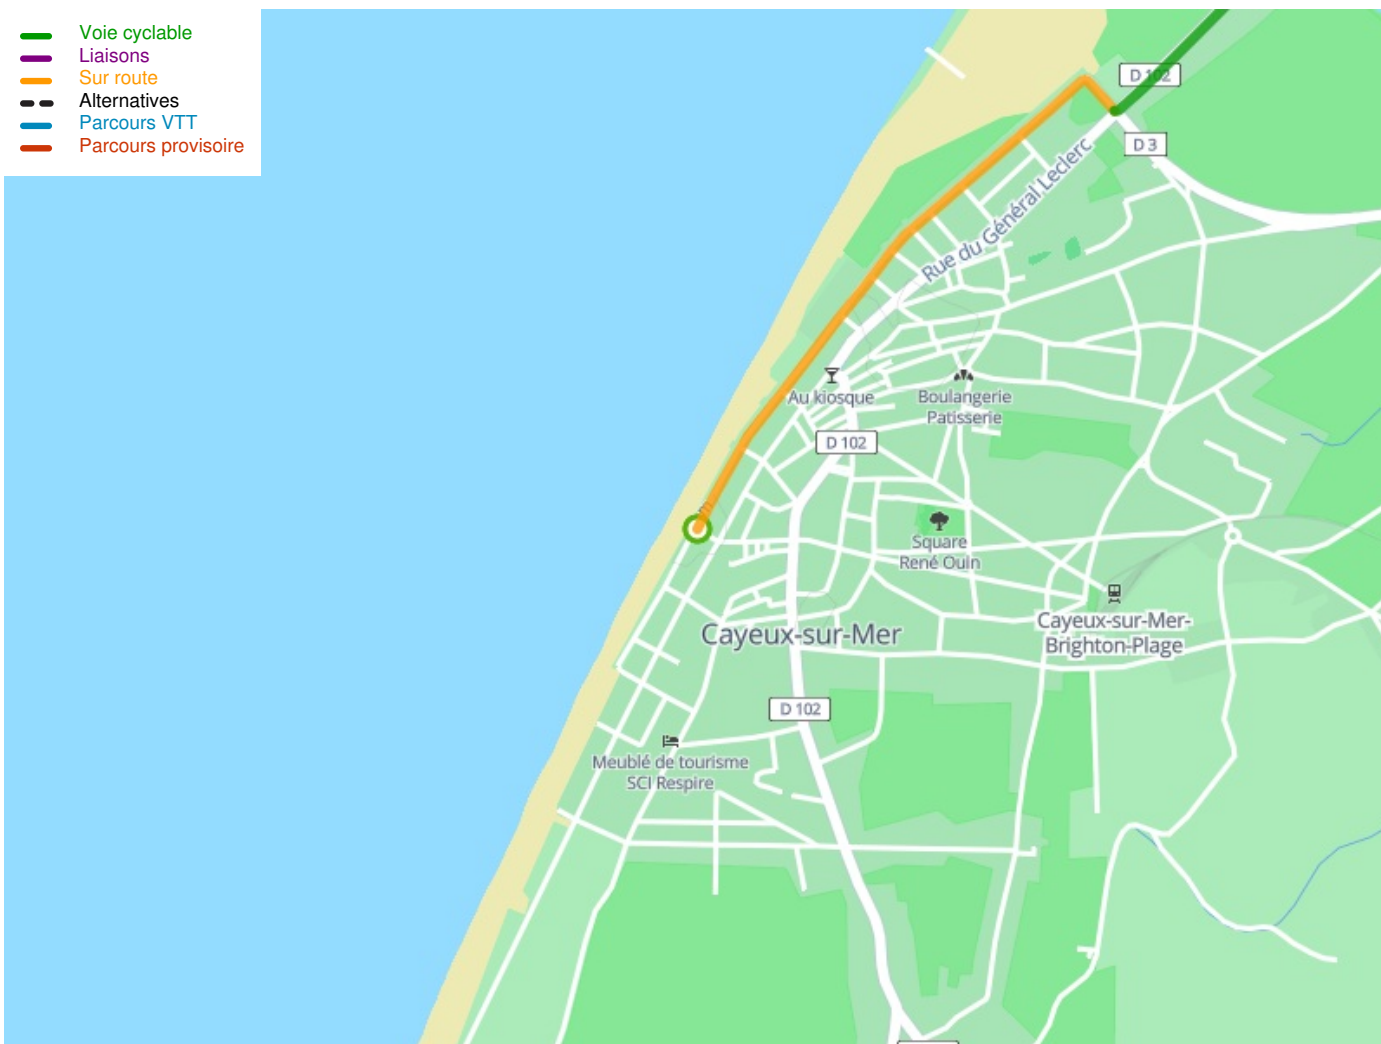 Voie cyclable
Liaisons
Sur route
Alternatives
Parcours VTT
Parcours provisoire
D 102
D 3
Rue du Général Leclerc
Au kiosque
Boulangerie
Patisserie
D 102
Square
René Ouin
Cayeux-sur-Mer-
Brighton-Plage
Cayeux-sur-Mer
D 102
Meublé de tourisme
SCI Respire